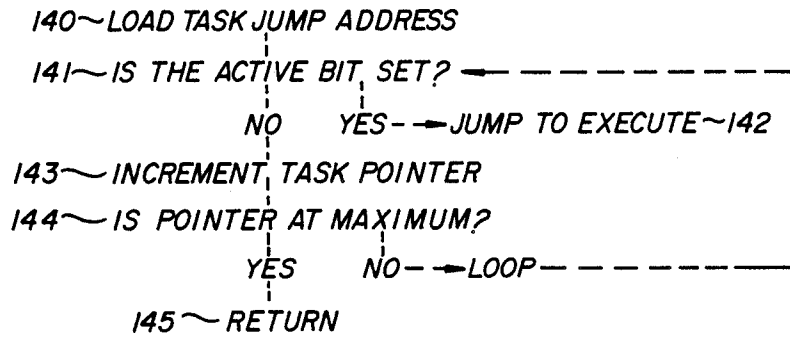 140~LOAD TASK JUMP ADDRESS
141~IS THE ACTIVE BIT SET?
NO YES JUMP TO EXECUTE~142
143~INCREMENT TASK POINTER
144~IS POINTER AT MAXIMUM?
YES NO LOOP
145~RETURN